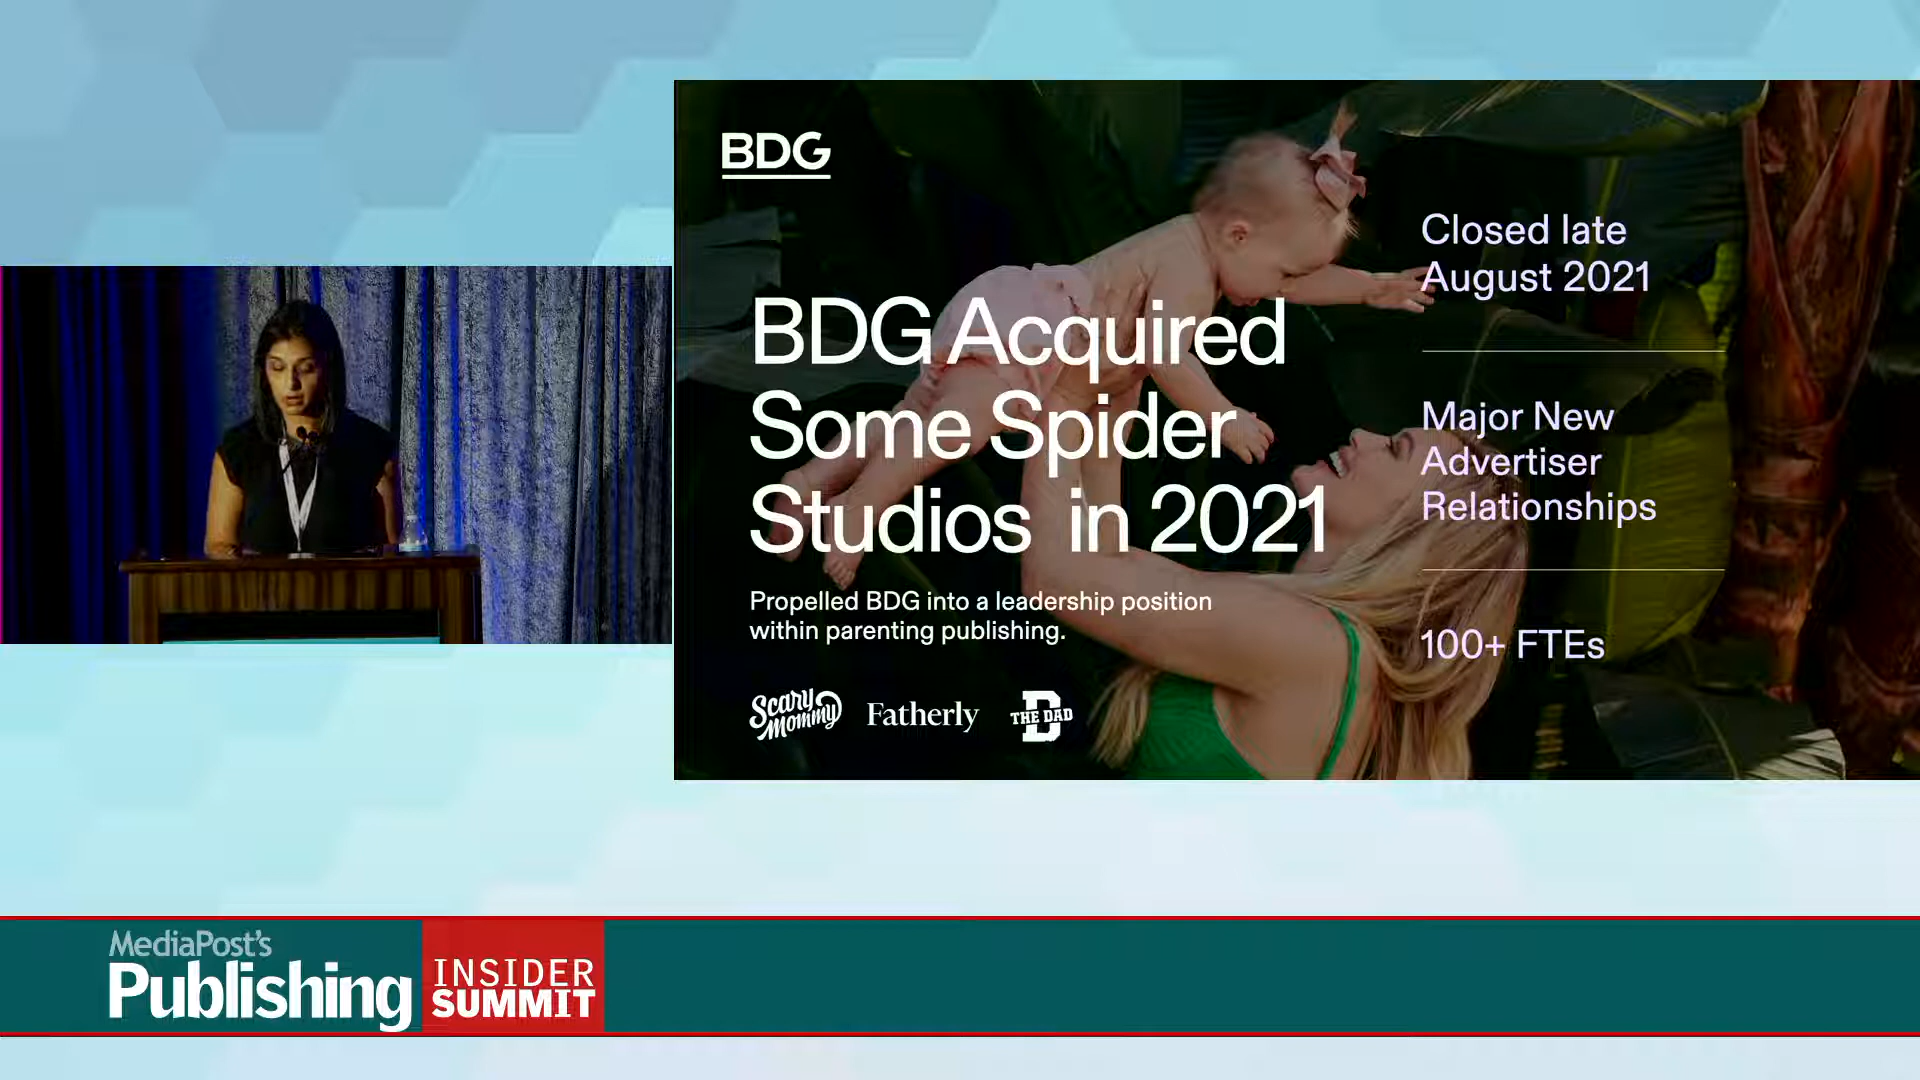 BDG
BDG Acquired
Some Spider
Studios in 2021
Propelled BDG into a leadership position
within parenting publishing.
Scary
Mommy
Fatherly
THE DAD
D
Closed late
August 2021
Major New
Advertiser
Relationships
100+ FTEs
MediaPost's
Publishing
INSIDER
SUMMIT